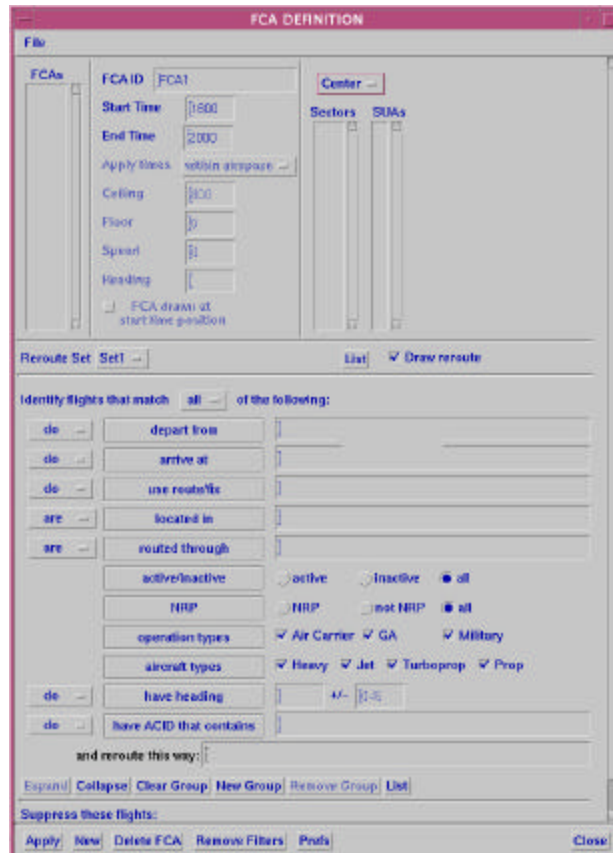 FCA DEFINITION
File
FCAs
FCA ID FCA1
Start Time 1800
End Time 2000
Apply times within airspace
Ceiling 600
Floor 0
Speed
Heading
FCA drawn at
start time position
Center
Sectors SUAs
Reroute Set Set1 List Draw reroute
Identify flights that match all of the following:
do depart from
do arrive at
do use route/fix
are located in
are routed through
active/inactive active inactive all
NRP NRP not NRP all
operation types Air Carrier GA Military
aircraft types Heavy Jet Turboprop Prop
do have heading +/-
do have ACID that contains
and reroute this way:
Expand Collapse Clear Group New Group Remove Group List
Suppress these flights:
Apply New Delete FCA Remove Filters Prefs Close